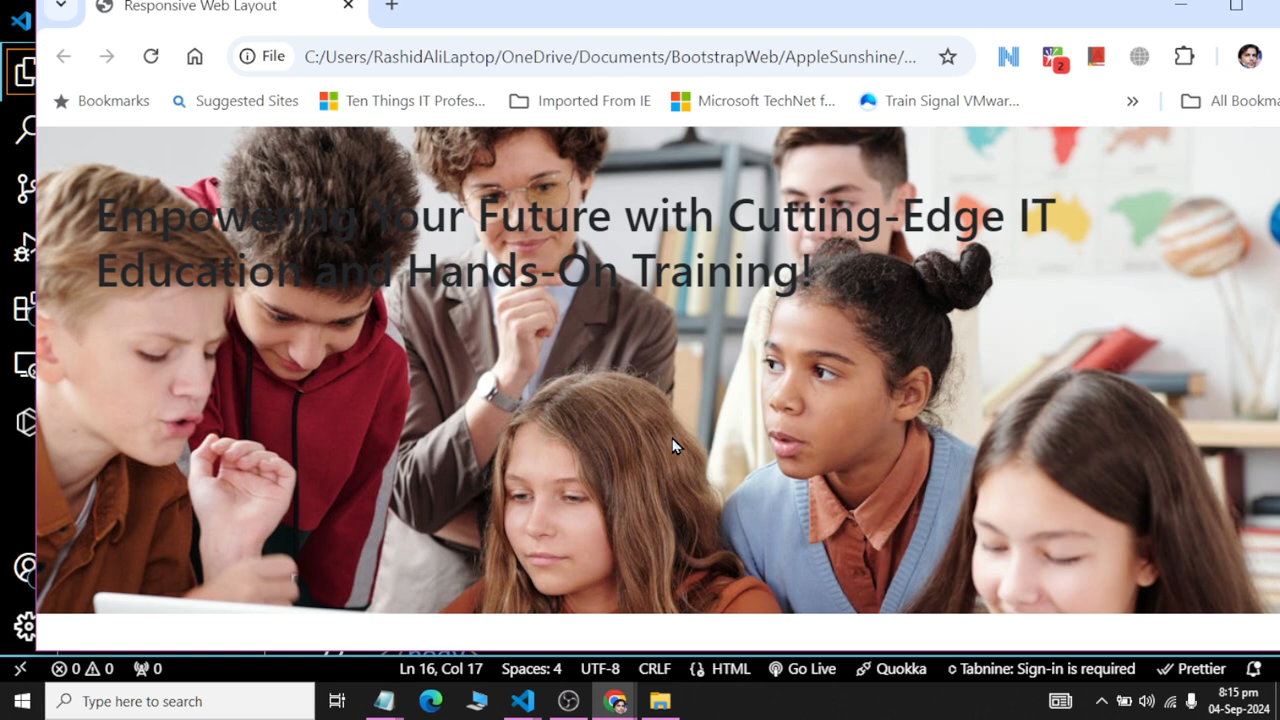 Responsive Web Layout
File
C:/Users/RashidAliLaptop/OneDrive/Documents/BootstrapWeb/AppleSunshine/...
2
Bookmarks
Suggested Sites
Ten Things IT Profes...
Imported From IE
Microsoft TechNet f...
Train Signal VMwar...
All Bookma
Empowering Your Future with Cutting-Edge IT
Education and Hands-On Training!
0 0 0
Ln 16, Col 17
Spaces: 4
UTF-8
CRLF
HTML
Go Live
Quokka
Tabnine: Sign-in is required
Prettier
Type here to search
8:15 pm
04-Sep-2024